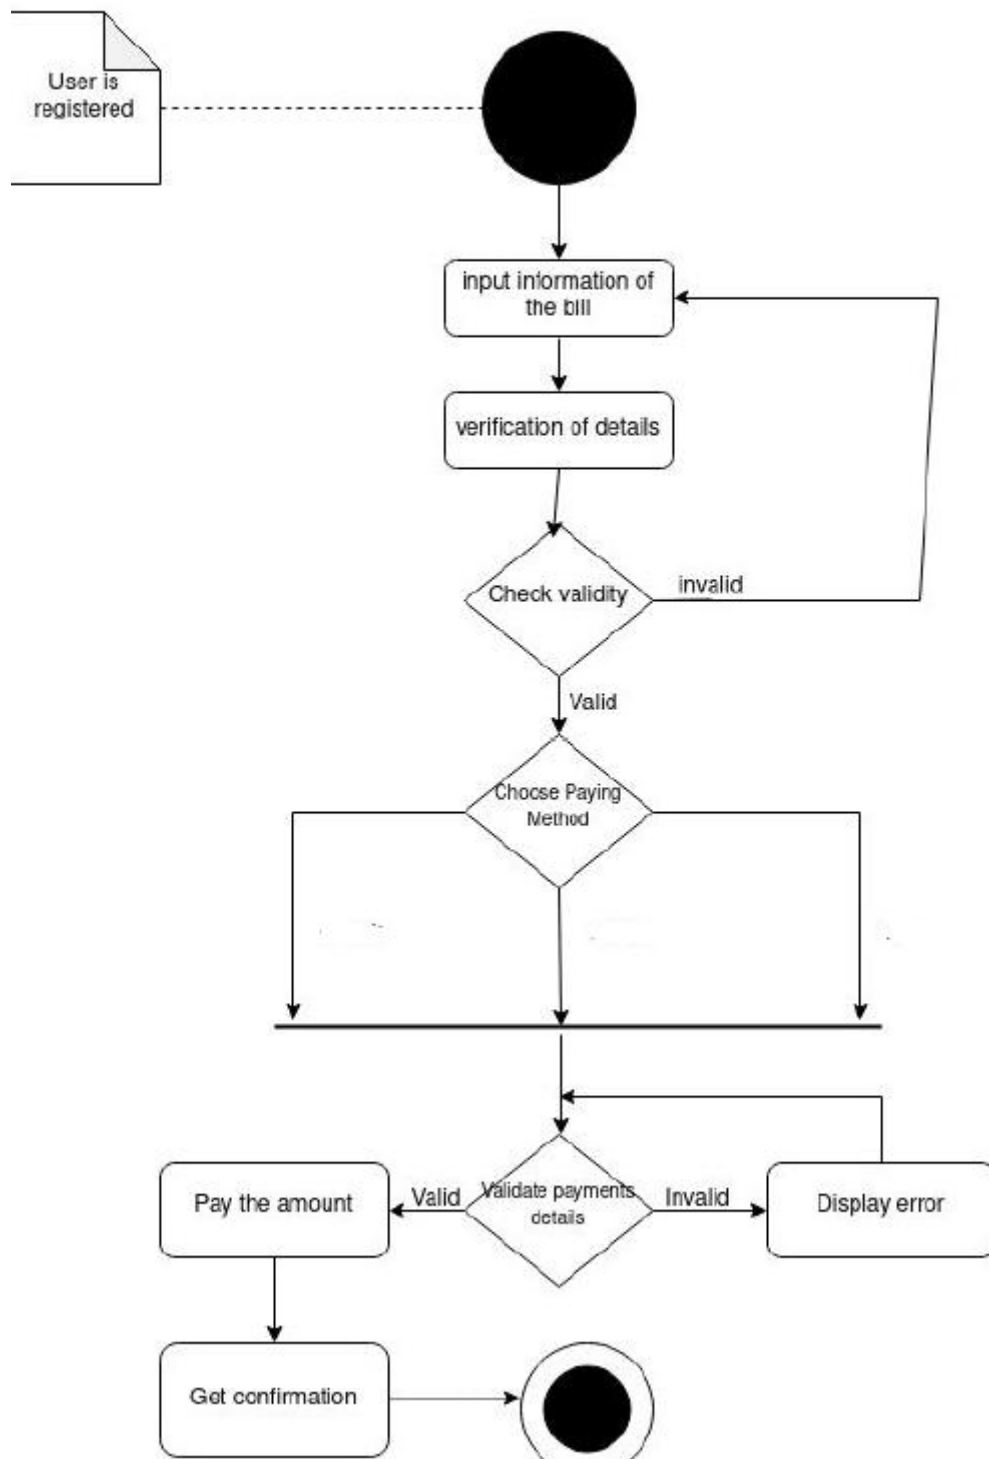 User is
registered
input information of
the bill
verification of details
Check validity
invalid
Valid
Choose Paying
Method
Pay the amount
Valid
Validate payments
details
Invalid
Display error
Get confirmation